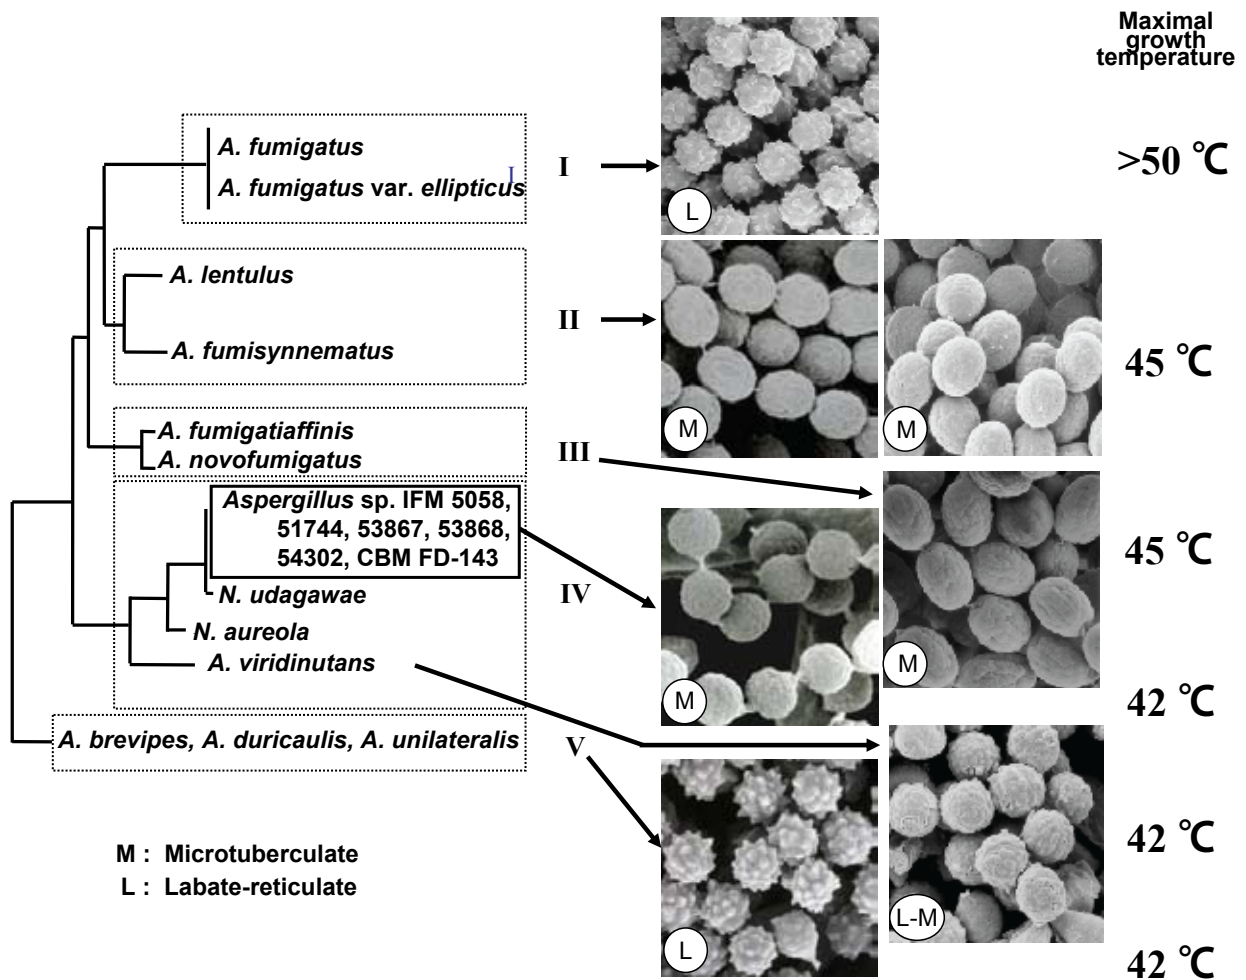 Maximal
growth
temperature
A. fumigatus
A. fumigatus var. ellipticus
I
I
L
>50 ℃
A. lentulus
A. fumisynnematus
II
M
M
45 ℃
A. fumigatiaffinis
A. novofumigatus
III
M
45 ℃
Aspergillus sp. IFM 5058,
51744, 53867, 53868,
54302, CBM FD-143
N. udagawae
N. aureola
A. viridinutans
IV
M
42 ℃
A. brevipes, A. duricaulis, A. unilateralis
V
L-M
42 ℃
L
42 ℃
M : Microtuberculate
L : Labate-reticulate